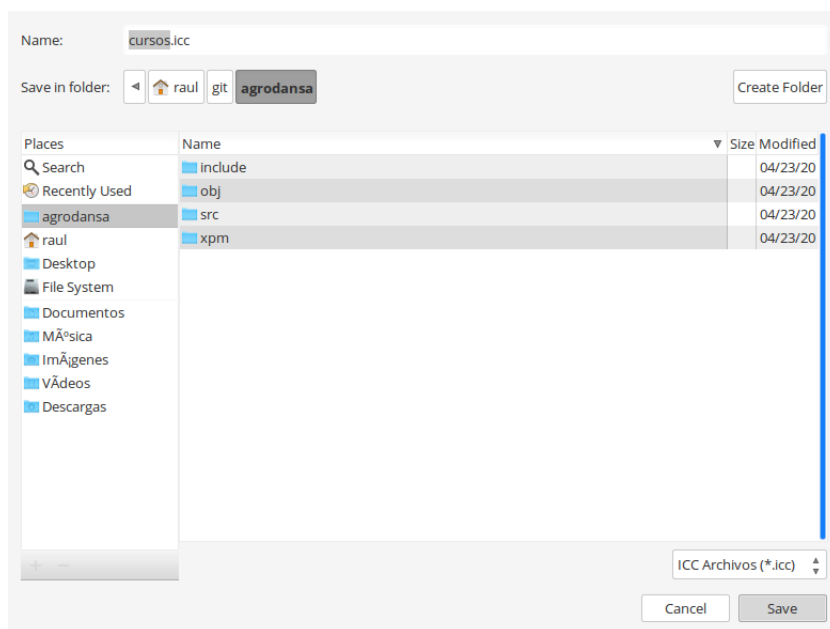 Name: cursos.icc
Save in folder: raul git agrodansa Create Folder
Places Name Size Modified
Search include 04/23/20
Recently Used obj 04/23/20
agrodansa src 04/23/20
raul xpm 04/23/20
Desktop
File System
Documentos
MÃºsica
ImÃ¡genes
VÃdeos
Descargas
ICC Archivos (*.icc)
Cancel Save